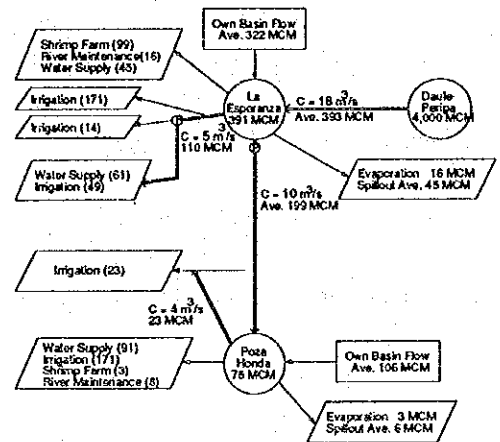 Own Basin Flow
Ave. 322 MCM
Shrimp Farm (99)
River Maintenance(16)
Water Supply (45)
Irrigation (171)
Irrigation (14)
La
Esperanza
391 MCM
C = 18 m³/s
Ave. 393 MCM
Daule-
Peripa
4,000 MCM
P
C = 5 m³/s
110 MCM
P
Water Supply (61)
Irrigation (49)
C = 10 m³/s
Ave. 199 MCM
Evaporation 16 MCM
Spillout Ave. 45 MCM
Irrigation (23)
C = 4 m³/s
23 MCM
Water Supply (91)
Irrigation (171)
Shrimp Farm (3)
River Maintenance (8)
Poza
Honda
75 MCM
Own Basin Flow
Ave. 106 MCM
Evaporation 3 MCM
Spillout Ave. 6 MCM